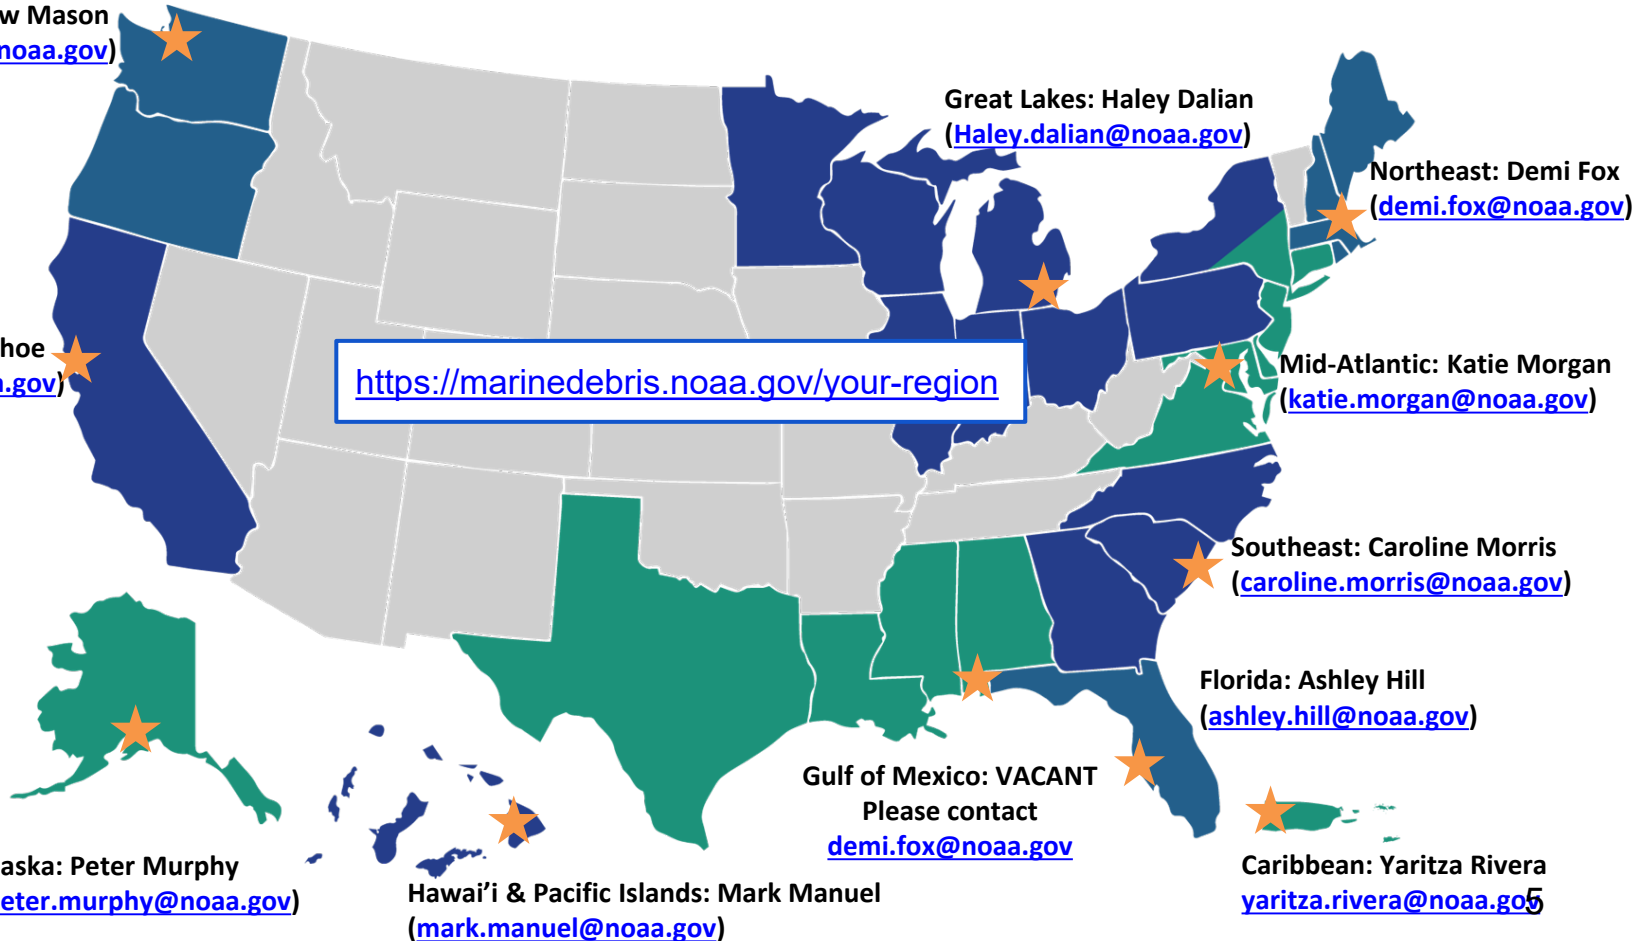 w Mason
noaa.gov)
Great Lakes: Haley Dalian
(Haley.dalian@noaa.gov)
Northeast: Demi Fox
(demi.fox@noaa.gov)
hoe
a.gov)
https://marinedebris.noaa.gov/your-region
Mid-Atlantic: Katie Morgan
(katie.morgan@noaa.gov)
Southeast: Caroline Morris
(caroline.morris@noaa.gov)
Florida: Ashley Hill
(ashley.hill@noaa.gov)
Gulf of Mexico: VACANT
Please contact
demi.fox@noaa.gov
aska: Peter Murphy
eter.murphy@noaa.gov)
Hawai’i & Pacific Islands: Mark Manuel
(mark.manuel@noaa.gov)
Caribbean: Yaritza Rivera
yaritza.rivera@noaa.gov
5